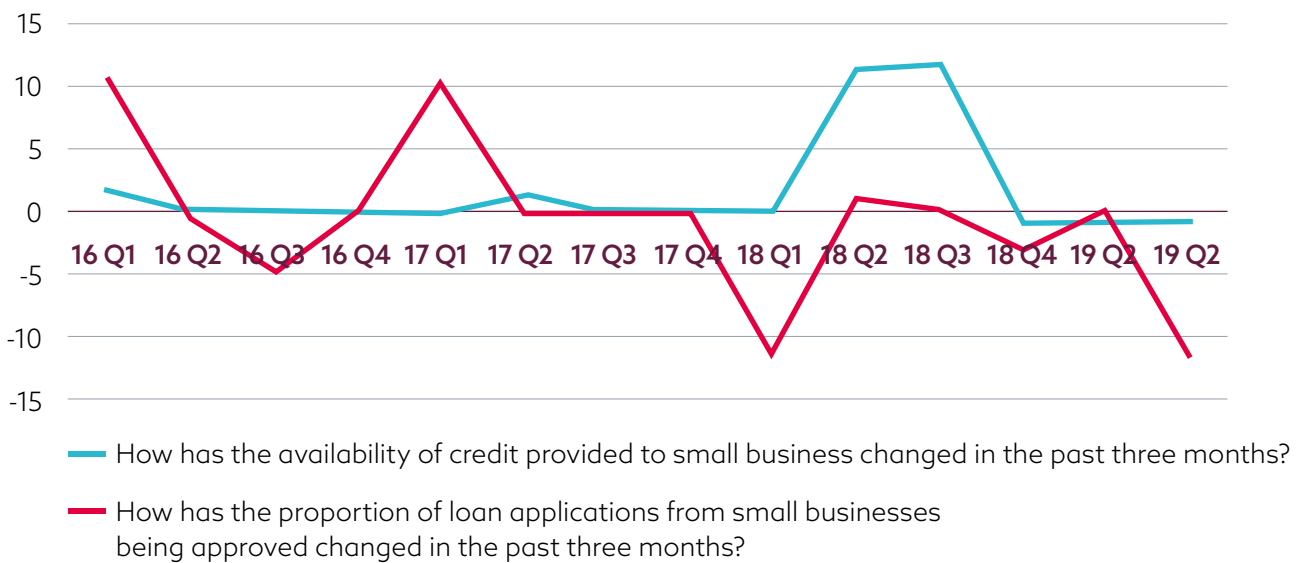 15
10
5
0
16 Q1 16 Q2 16 Q3 16 Q4 17 Q1 17 Q2 17 Q3 17 Q4 18 Q1 18 Q2 18 Q3 18 Q4 19 Q2 19 Q2
-5
-10
-15
How has the availability of credit provided to small business changed in the past three months?
How has the proportion of loan applications from small businesses
being approved changed in the past three months?